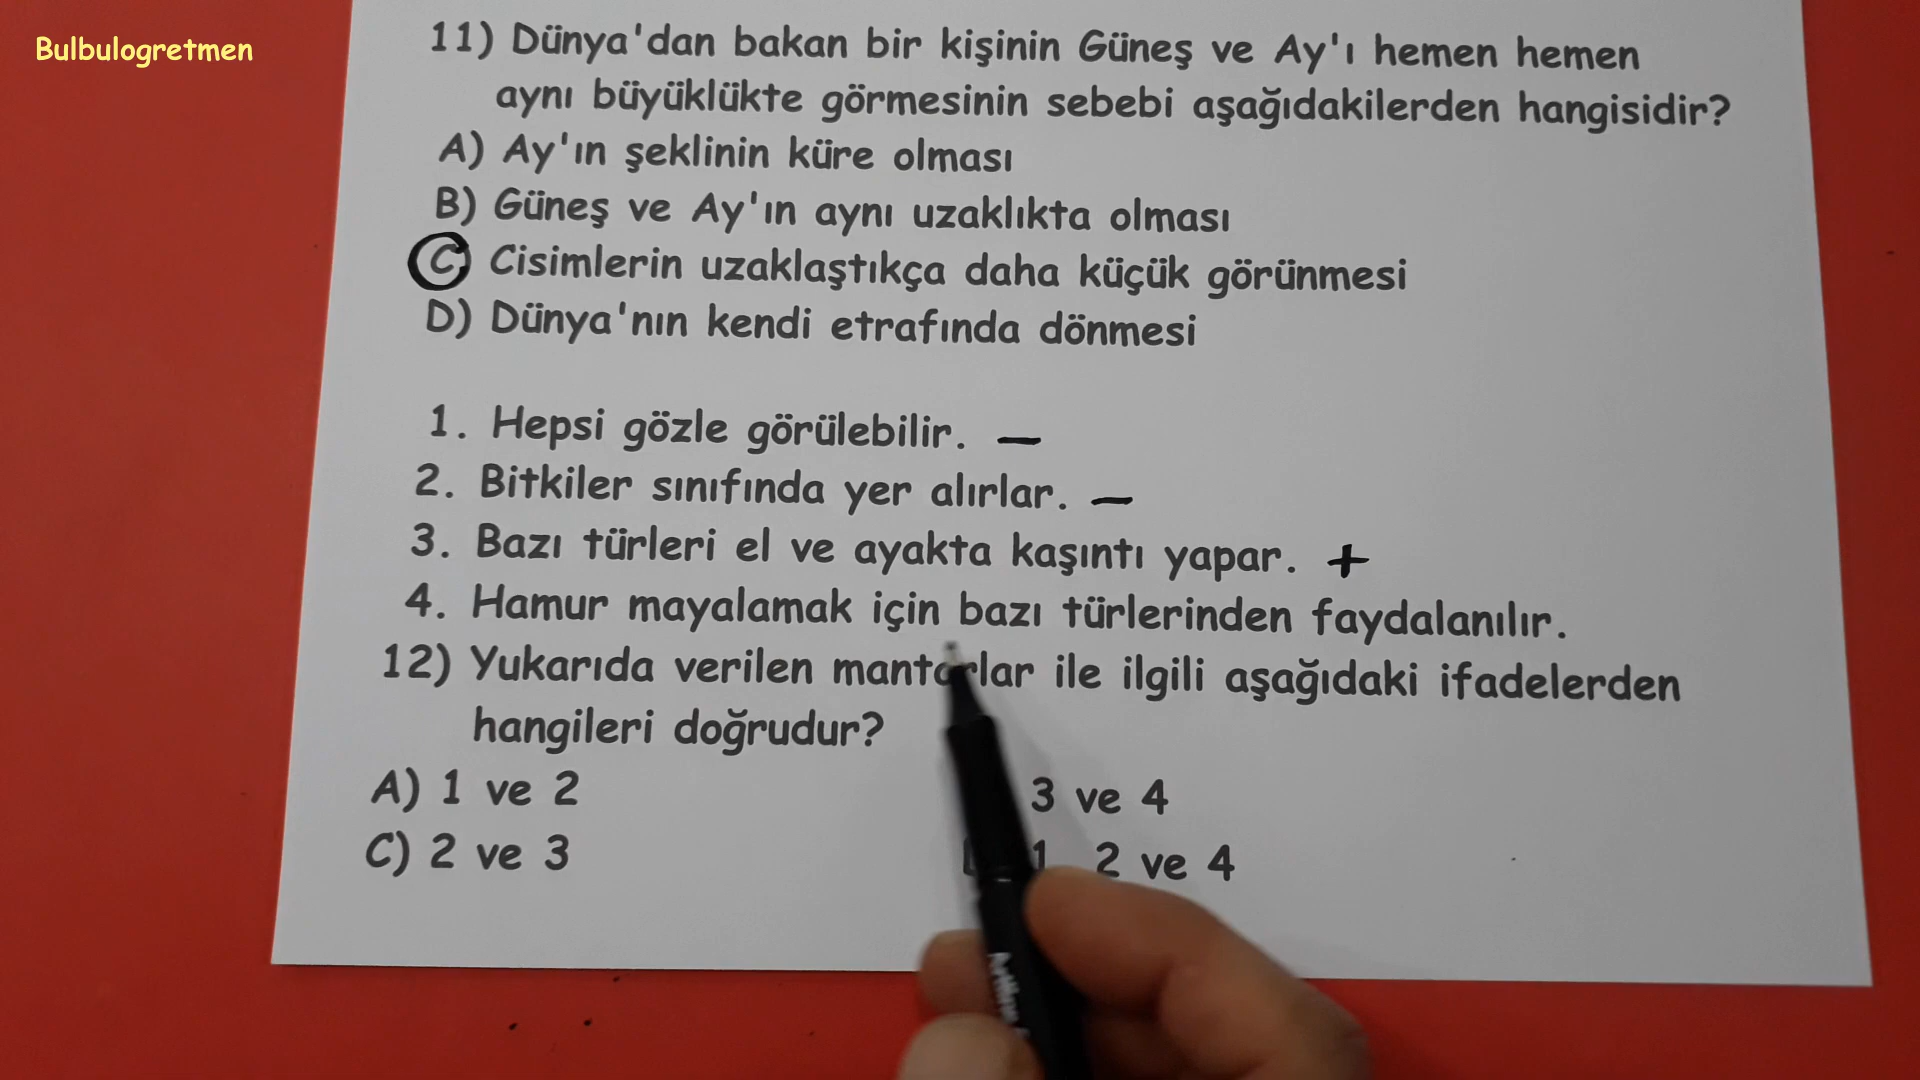 Bulbulogretmen
11) Dünya'dan bakan bir kişinin Güneş ve Ay'ı hemen hemen
aynı büyüklükte görmesinin sebebi aşağıdakilerden hangisidir?
A) Ay'ın şeklinin küre olması
B) Güneş ve Ay'ın aynı uzaklıkta olması
C) Cisimlerin uzaklaştıkça daha küçük görünmesi
D) Dünya'nın kendi etrafında dönmesi
1. Hepsi gözle görülebilir. –
2. Bitkiler sınıfında yer alırlar. –
3. Bazı türleri el ve ayakta kaşıntı yapar. +
4. Hamur mayalamak için bazı türlerinden faydalanılır.
12) Yukarıda verilen mantarlar ile ilgili aşağıdaki ifadelerden
hangileri doğrudur?
A) 1 ve 2 3 ve 4
C) 2 ve 3 1, 2 ve 4
Artline